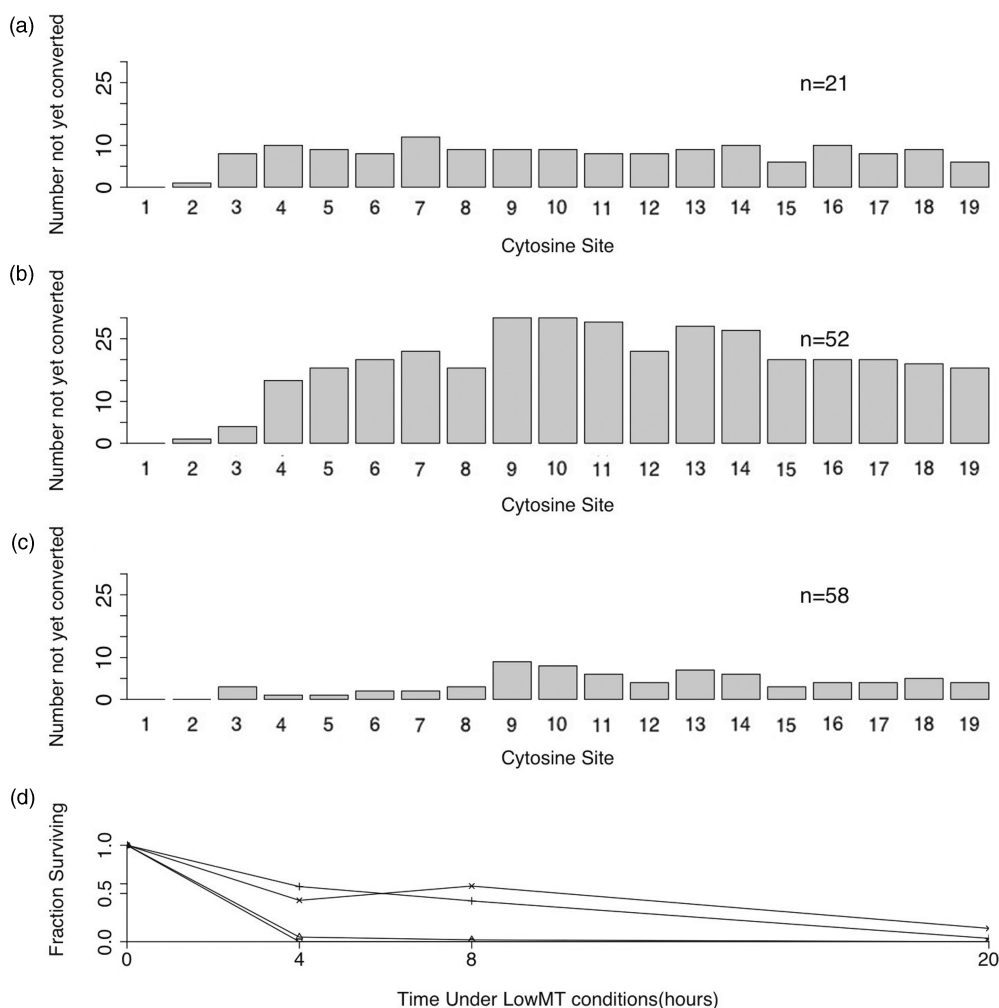 (a)
Number not yet converted
25
10
0
n=21
1 2 3 4 5 6 7 8 9 10 11 12 13 14 15 16 17 18 19
Cytosine Site
(b)
Number not yet converted
25
10
0
n=52
1 2 3 4 5 6 7 8 9 10 11 12 13 14 15 16 17 18 19
Cytosine Site
(c)
Number not yet converted
25
10
0
n=58
1 2 3 4 5 6 7 8 9 10 11 12 13 14 15 16 17 18 19
Cytosine Site
(d)
Fraction Surviving
1.0
0.5
0.0
0 4 8 20
Time Under LowMT conditions(hours)